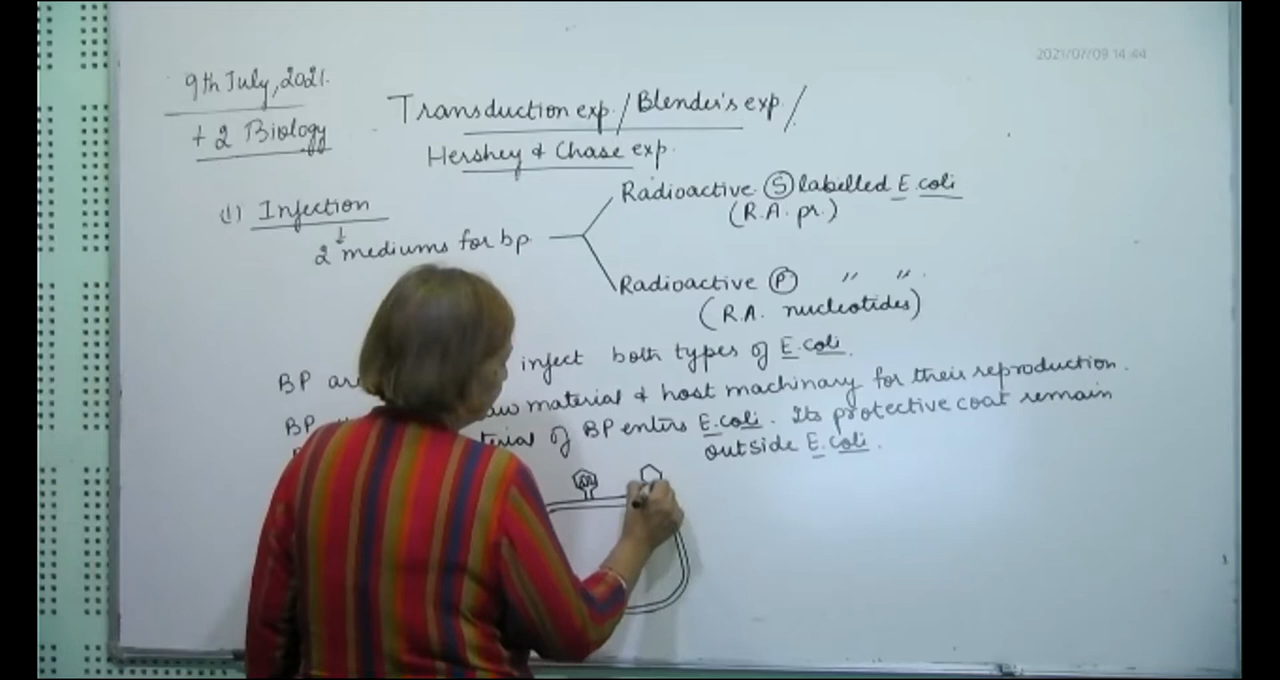 2021/07/09 14:44
9th July, 2021.
+ 2 Biology
Transduction exp./Blender's exp./
Hershey & Chase exp.
(1) Injection
↓
2 mediums for bp
Radioactive Ⓢ labelled E. coli
(R.A. pr.)
Radioactive Ⓟ " " .
(R.A. nucleotides)
BP inject both types of E. coli.
BP material & host machinary for their reproduction.
of BP enters E. coli. Its protective coat remain
outside E. coli.